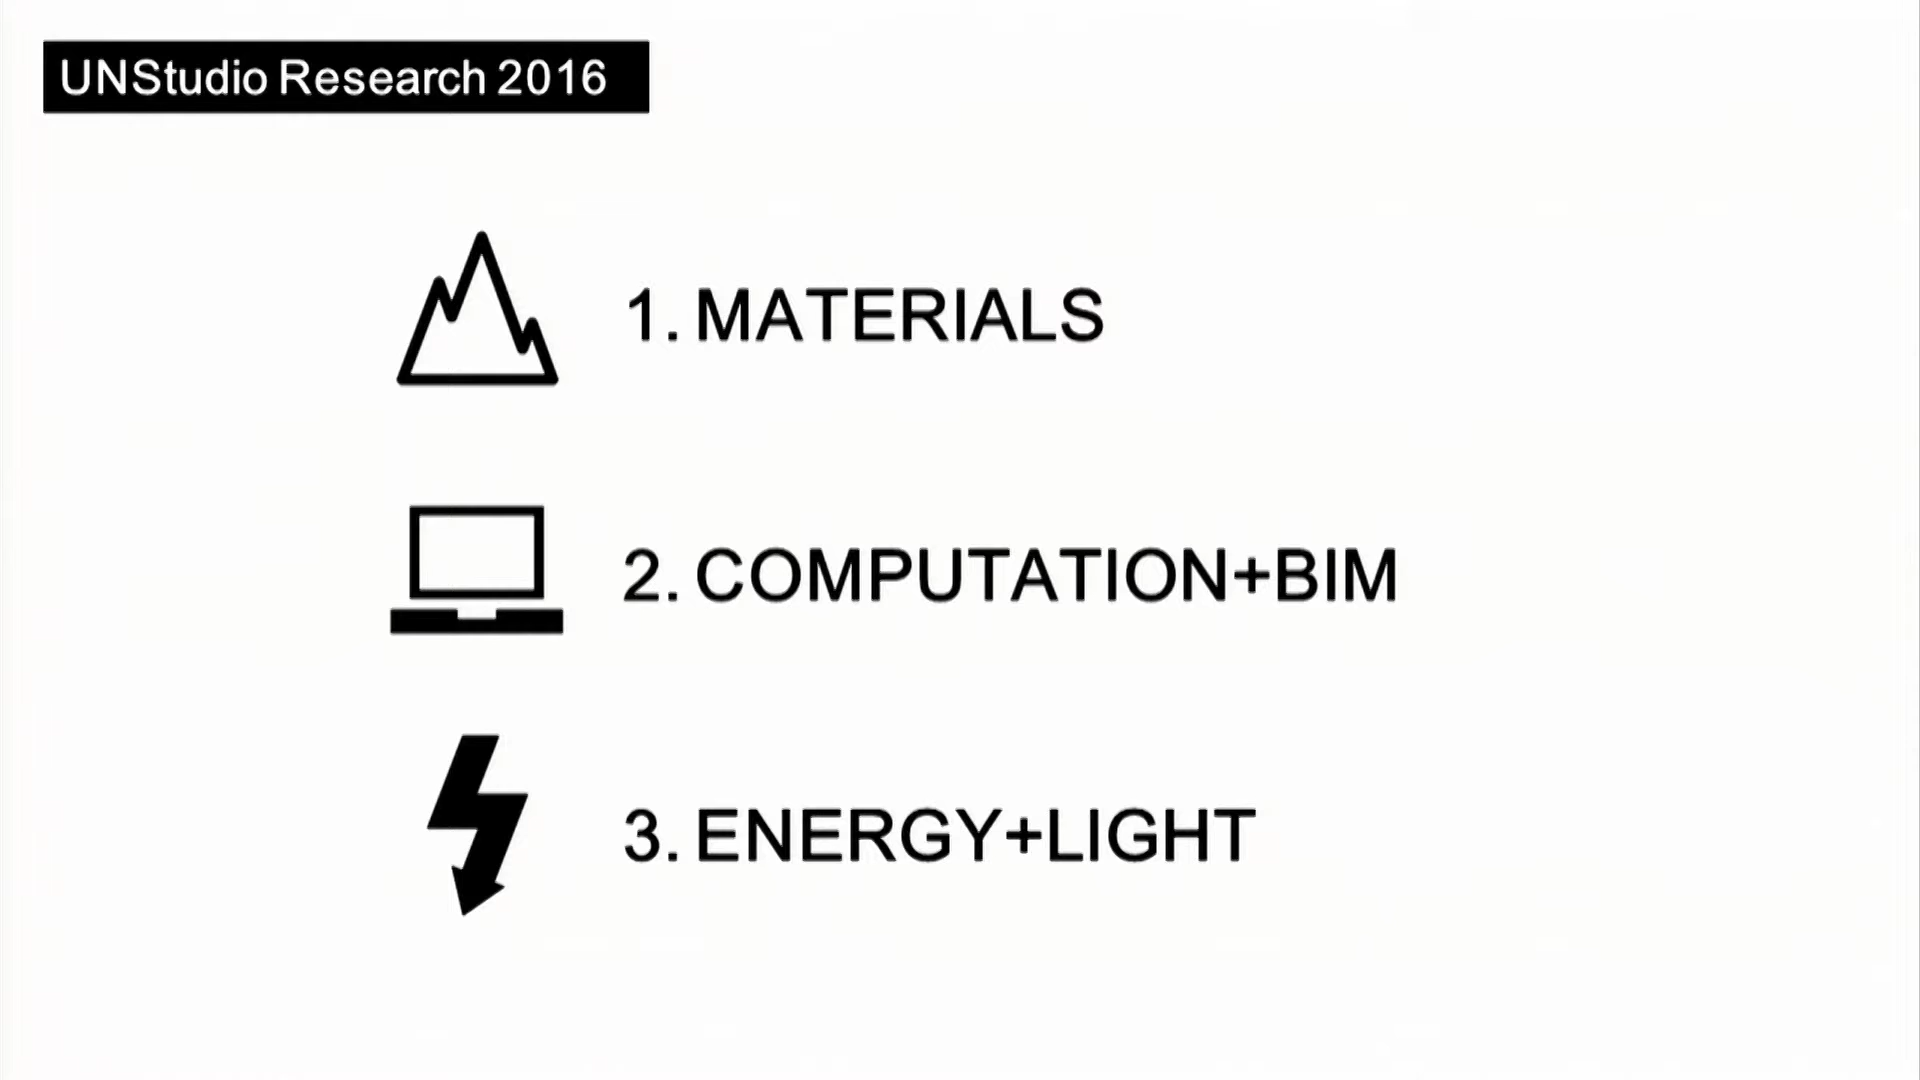 UNStudio Research 2016
1. MATERIALS
2. COMPUTATION+BIM
3. ENERGY+LIGHT